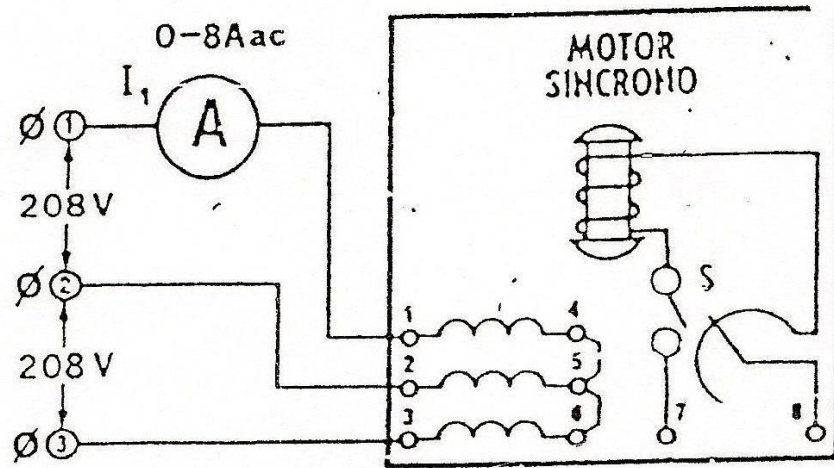 0-8Aac
I₁
A
Ø 1
208V
Ø 2
208V
Ø 3
MOTOR
SINCRONO
S
1
4
2
5
3
6
7
8